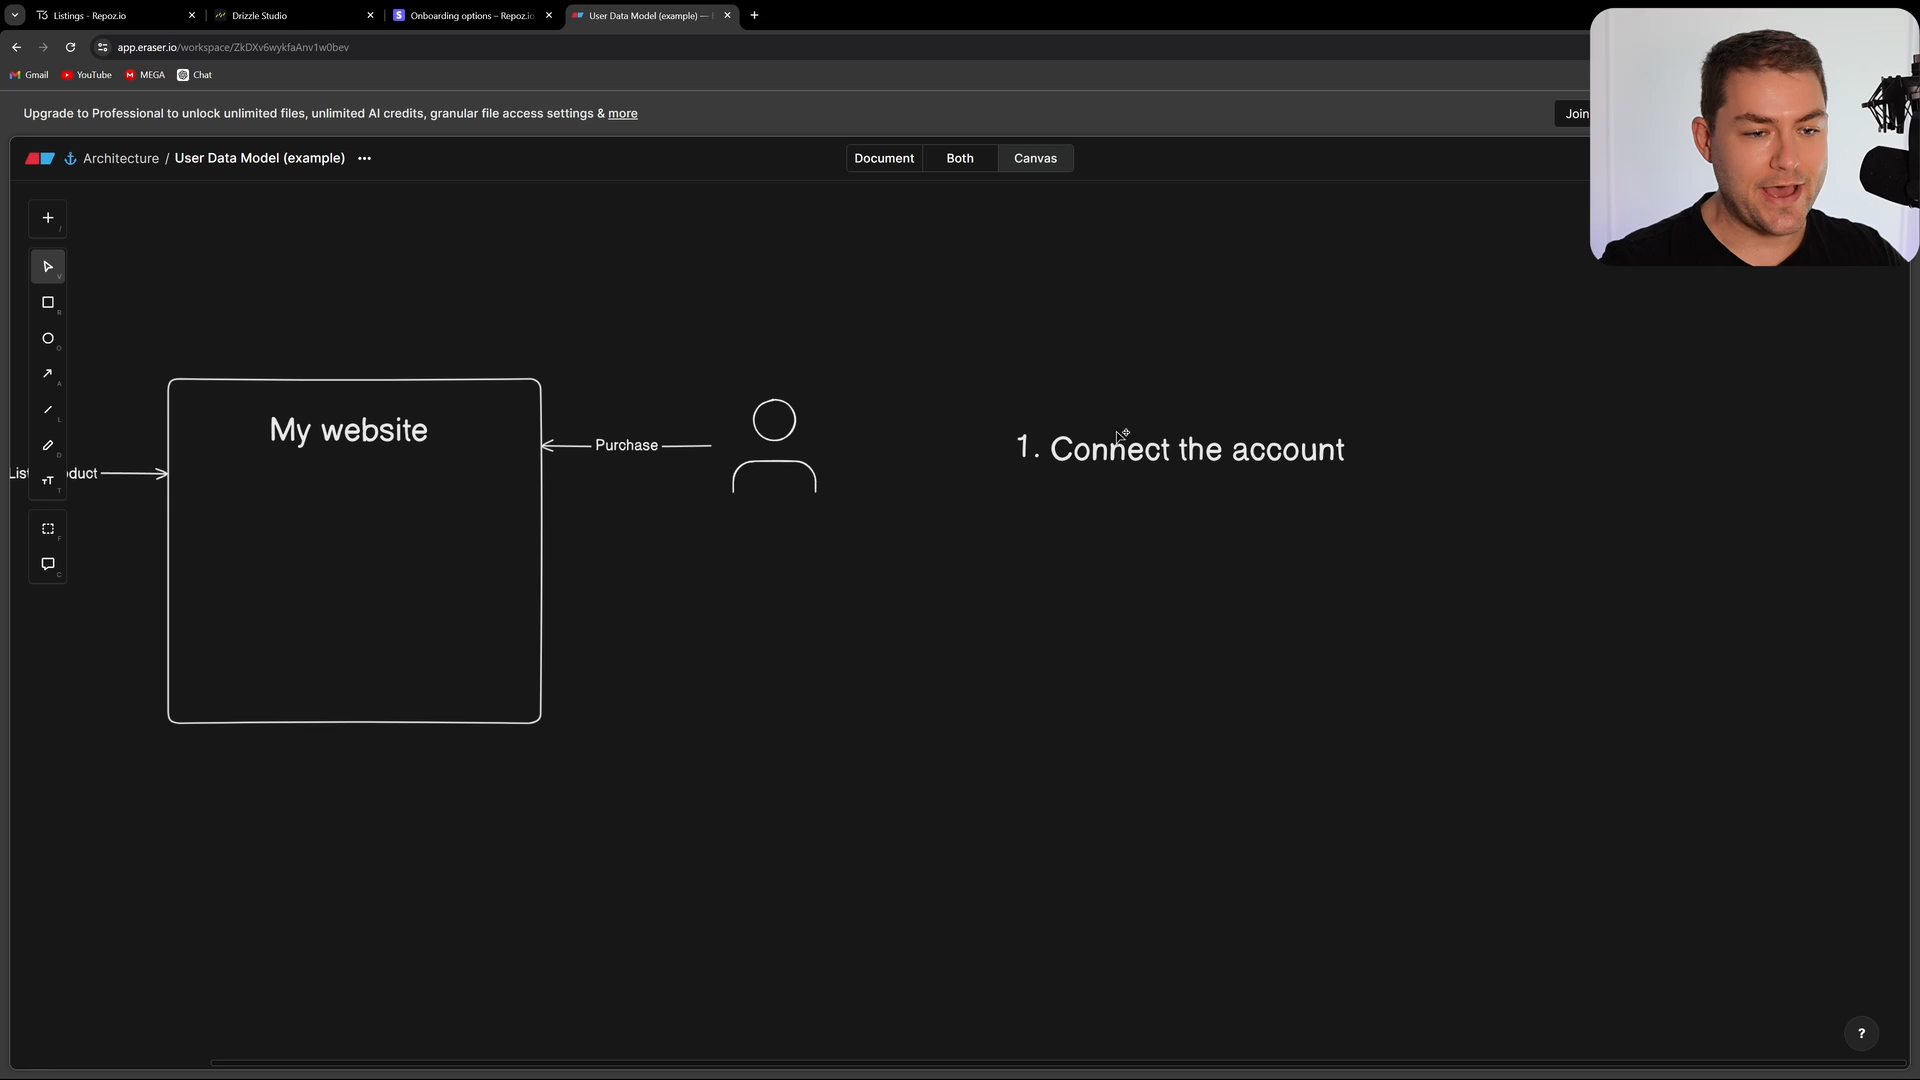 Listings - Repoz.io
Drizzle Studio
Onboarding options – Repoz.io
User Data Model (example) —
app.eraser.io/workspace/ZkDXv6wykfaAnv1w0bev
Gmail
YouTube
MEGA
Chat
Upgrade to Professional to unlock unlimited files, unlimited AI credits, granular file access settings & more
Join
Architecture / User Data Model (example) •••
Document
Both
Canvas
/
V
R
O
A
L
D
T
F
C
My website
Purchase
1. Connect the account
?